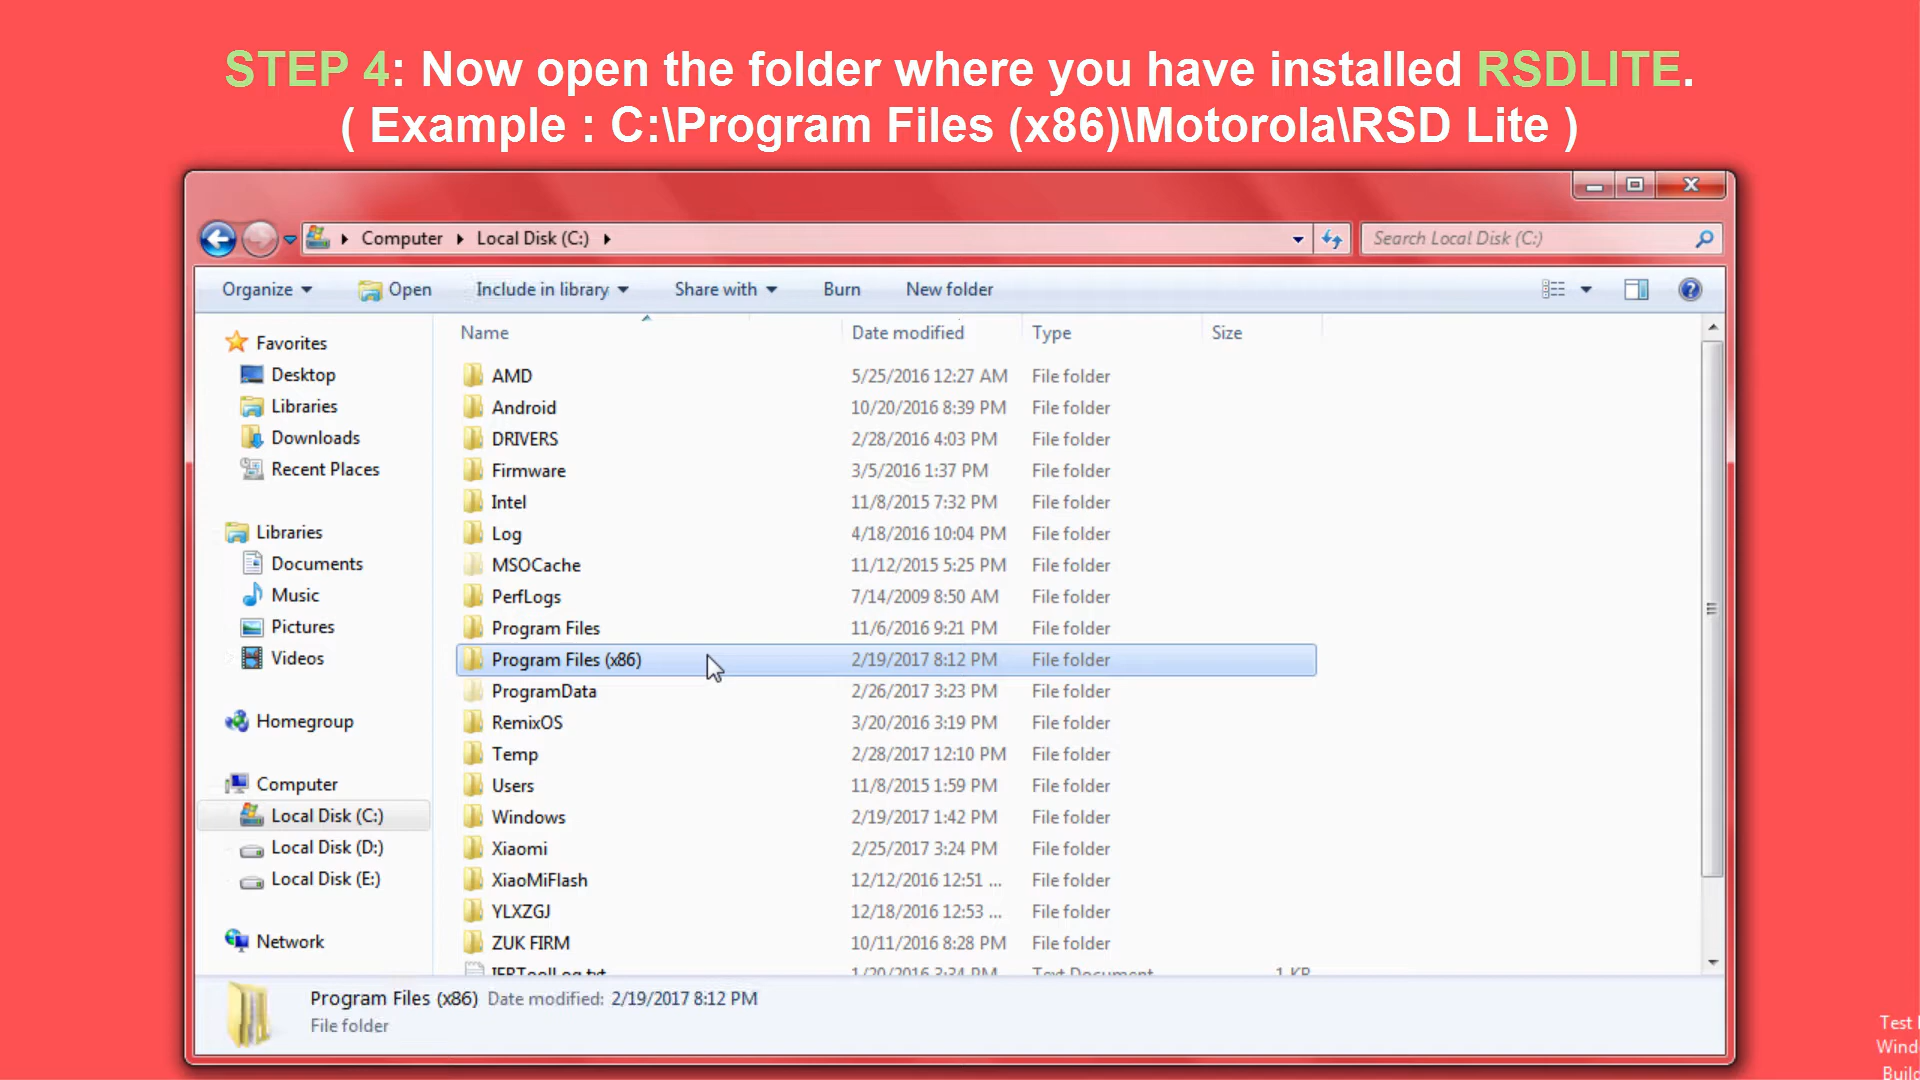 STEP 4: Now open the folder where you have installed RSDLITE.
( Example : C:\Program Files (x86)\Motorola\RSD Lite )
Computer Local Disk (C:)
Search Local Disk (C:)
Organize Open Include in library Share with Burn New folder
Name Date modified Type Size
Favorites
Desktop
Libraries
Downloads
Recent Places
Libraries
Documents
Music
Pictures
Videos
Homegroup
Computer
Local Disk (C:)
Local Disk (D:)
Local Disk (E:)
Network
AMD 5/25/2016 12:27 AM File folder
Android 10/20/2016 8:39 PM File folder
DRIVERS 2/28/2016 4:03 PM File folder
Firmware 3/5/2016 1:37 PM File folder
Intel 11/8/2015 7:32 PM File folder
Log 4/18/2016 10:04 PM File folder
MSOCache 11/12/2015 5:25 PM File folder
PerfLogs 7/14/2009 8:50 AM File folder
Program Files 11/6/2016 9:21 PM File folder
Program Files (x86) 2/19/2017 8:12 PM File folder
ProgramData 2/26/2017 3:23 PM File folder
RemixOS 3/20/2016 3:19 PM File folder
Temp 2/28/2017 12:10 PM File folder
Users 11/8/2015 1:59 PM File folder
Windows 2/19/2017 1:42 PM File folder
Xiaomi 2/25/2017 3:24 PM File folder
XiaoMiFlash 12/12/2016 12:51 ... File folder
YLXZGJ 12/18/2016 12:53 ... File folder
ZUK FIRM 10/11/2016 8:28 PM File folder
1/20/2016 3:34 PM Text Document 1 KB
Program Files (x86) Date modified: 2/19/2017 8:12 PM
File folder
Test
Wind
Build